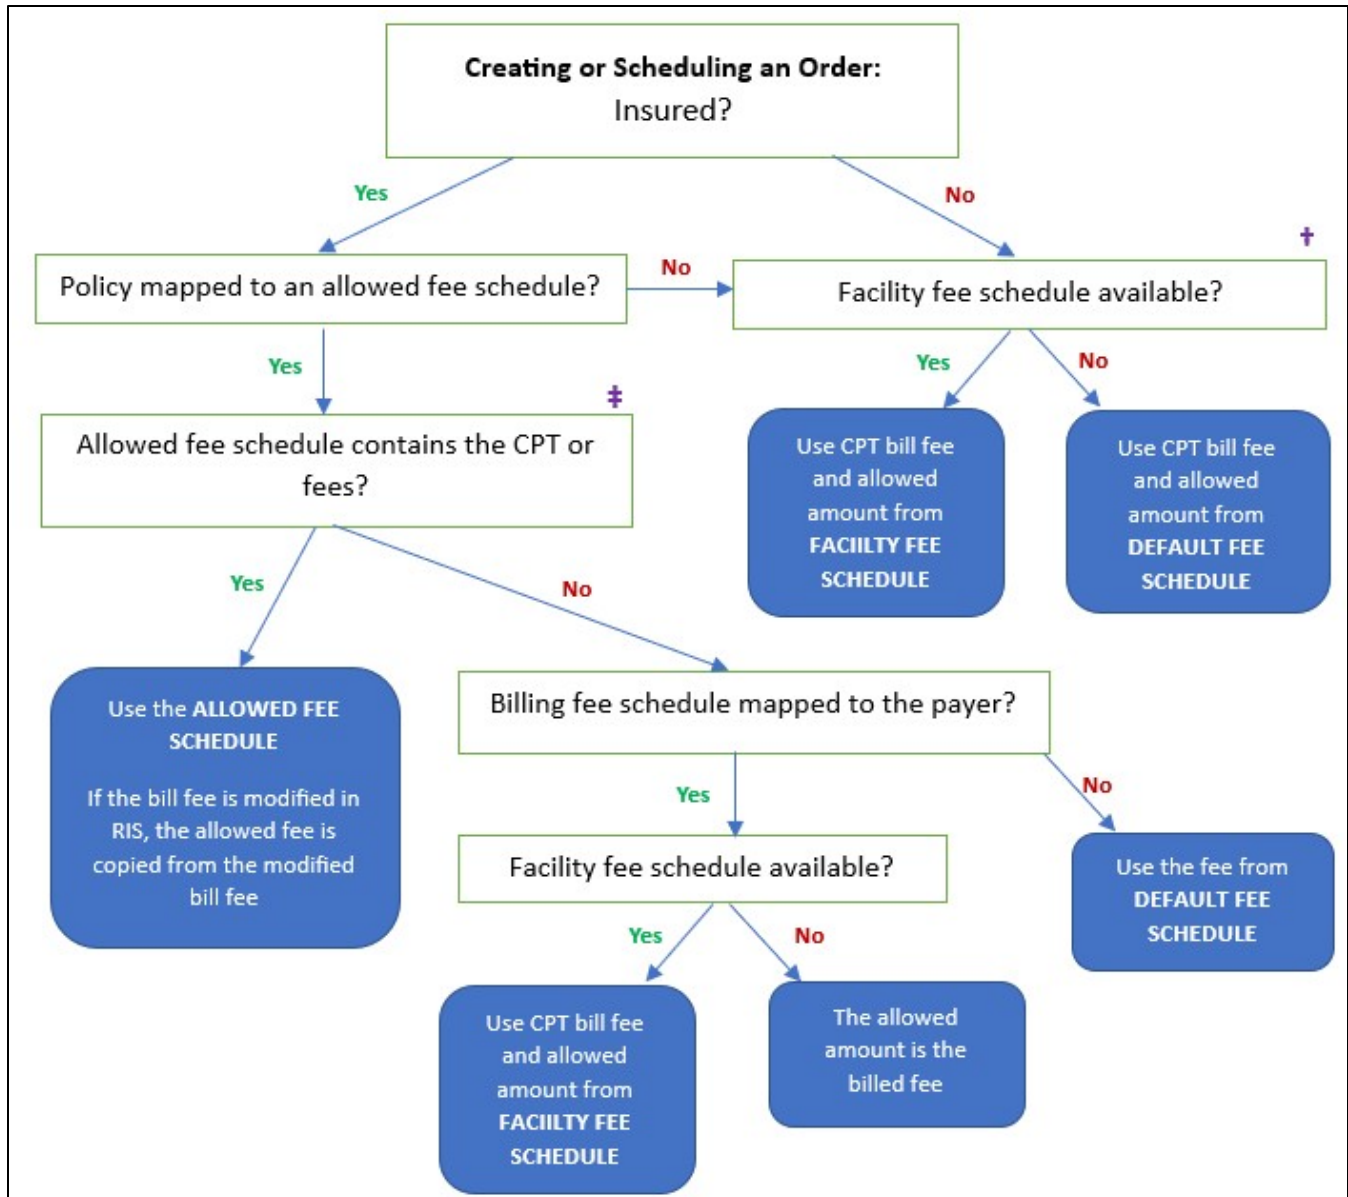 Creating or Scheduling an Order:
Insured?
Yes
No
†
Policy mapped to an allowed fee schedule?
No
Facility fee schedule available?
Yes
Yes
No
‡
Allowed fee schedule contains the CPT or
fees?
Use CPT bill fee
and allowed
amount from
FACIILTY FEE
SCHEDULE
Use CPT bill fee
and allowed
amount from
DEFAULT FEE
SCHEDULE
Yes
No
Use the ALLOWED FEE
SCHEDULE
If the bill fee is modified in
RIS, the allowed fee is
copied from the modified
bill fee
Billing fee schedule mapped to the payer?
Yes
No
Facility fee schedule available?
Use the fee from
DEFAULT FEE
SCHEDULE
Yes
No
Use CPT bill fee
and allowed
amount from
FACIILTY FEE
SCHEDULE
The allowed
amount is the
billed fee